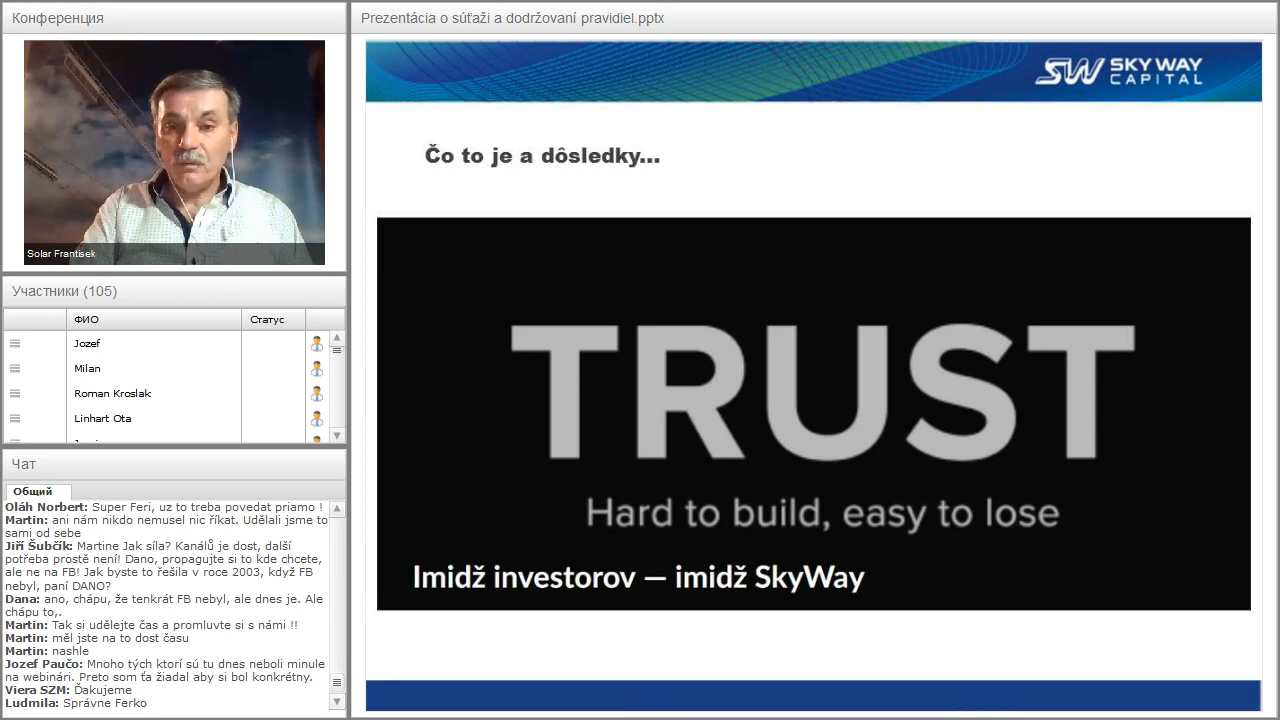 Конференция
Solar Frantisek
Участники (105)
ФИО Статус
Jozef
Milan
Roman Kroslak
Linhart Ota
Чат
Общий
Oláh Norbert: Super Feri, uz to treba povedat priamo !
Martin: ani nám nikdo nemusel nic říkat. Udělali jsme to
sami od sebe
Jiří Šubčík: Martine Jak síla? Kanálů je dost, další
potřeba prostě není! Dano, propagujte si to kde chcete,
ale ne na FB! Jak byste to řešila v roce 2003, když FB
nebyl, paní DANO?
Dana: No, chápu, že tenkrát FB nebyl, ale dnes je. Ale
chápu to,.
Martin: Tak si udělejte čas a promluvte si s námi !!
Martin: měl jste na to dost času
Martin: nashle
Jozef Paučo: Mnoho tých ktorí sú tu dnes neboli minule
na webinári. Preto som ťa žiadal aby si bol konkrétny.
Viera SZI: Dakujeme
Ludmila: Správne Ferko
Prezentácia o súťaži a dodržovaní pravidiel.pptx
SW SKY WAY
CAPITAL
Čo to je a dôsledky...
TRUST
Hard to build, easy to lose
Imidž investorov — imidž SkyWay